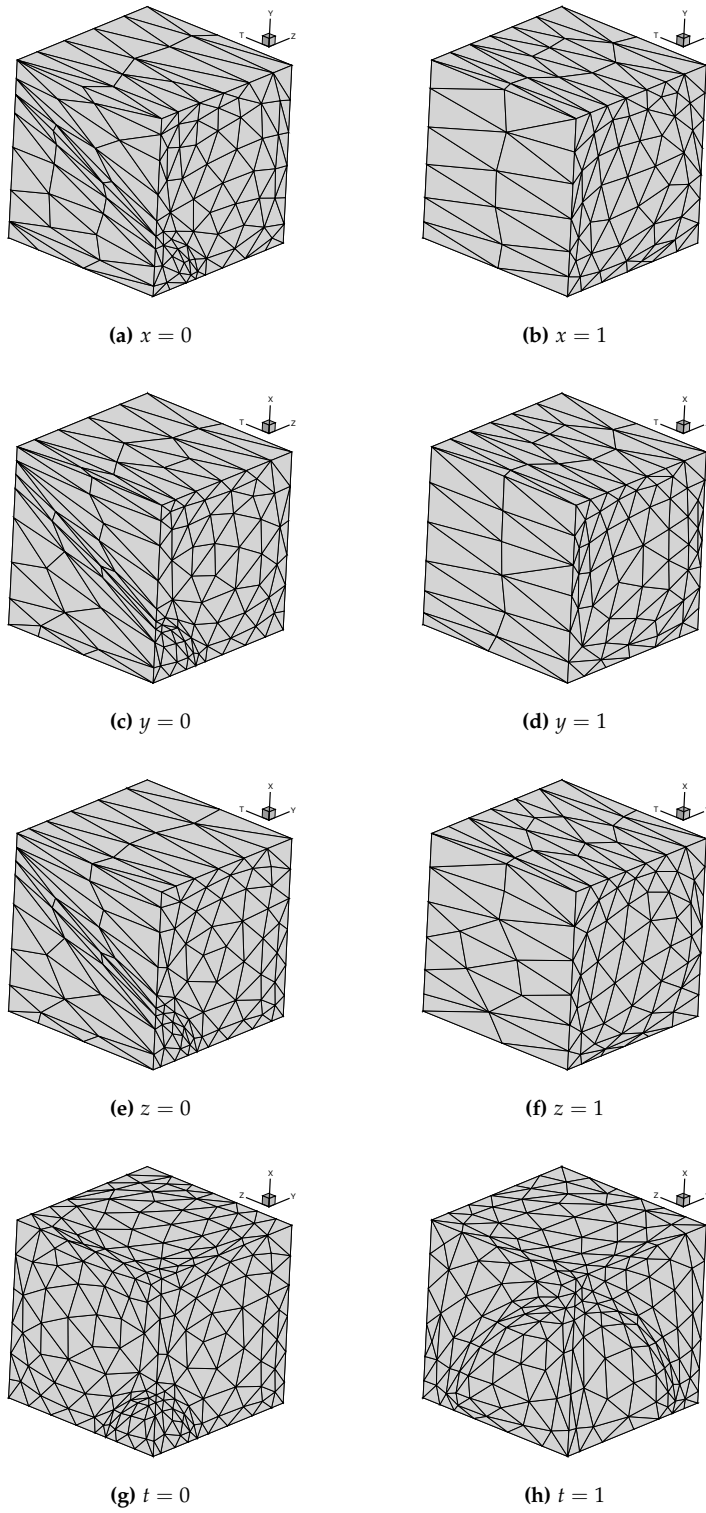 Y
T
Z
Y
T
(a) x = 0
(b) x = 1
X
T
Z
X
T
(c) y = 0
(d) y = 1
X
T
Y
X
T
(e) z = 0
(f) z = 1
X
Z
Y
X
Z
Y
(g) t = 0
(h) t = 1